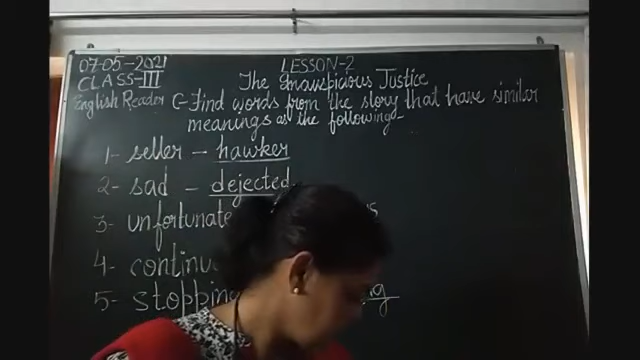 07-05-2021
LESSON-2
CLASS-III
The Inauspicious Justice
English Reader C-Find words from the story that have similar
meanings as the following-
1- seller - hawker
2- sad - dejected
3- unfortunate
4-
5- stopping